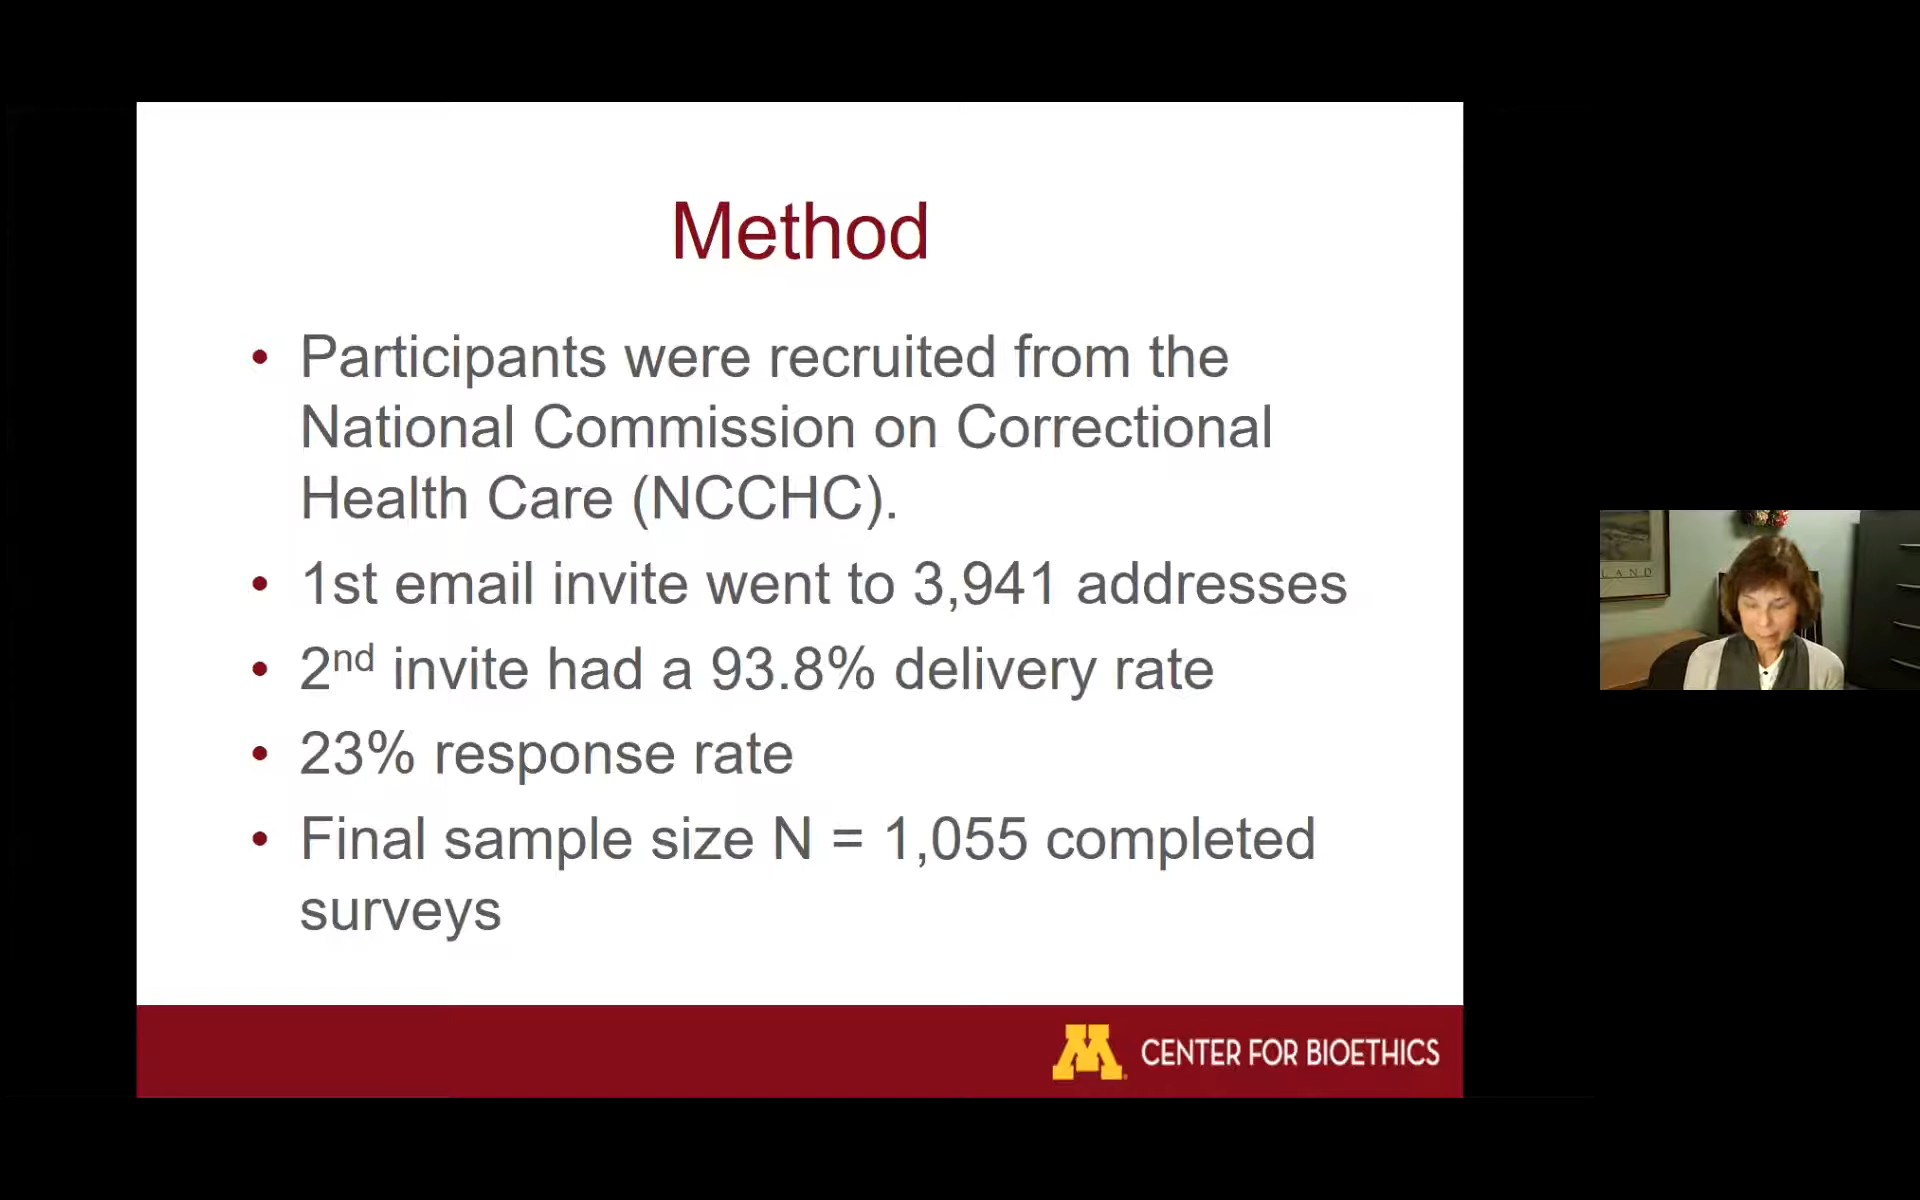 Method
• Participants were recruited from the
National Commission on Correctional
Health Care (NCCHC).
• 1st email invite went to 3,941 addresses
• 2nd invite had a 93.8% delivery rate
• 23% response rate
• Final sample size N = 1,055 completed
surveys
LAND
M CENTER FOR BIOETHICS